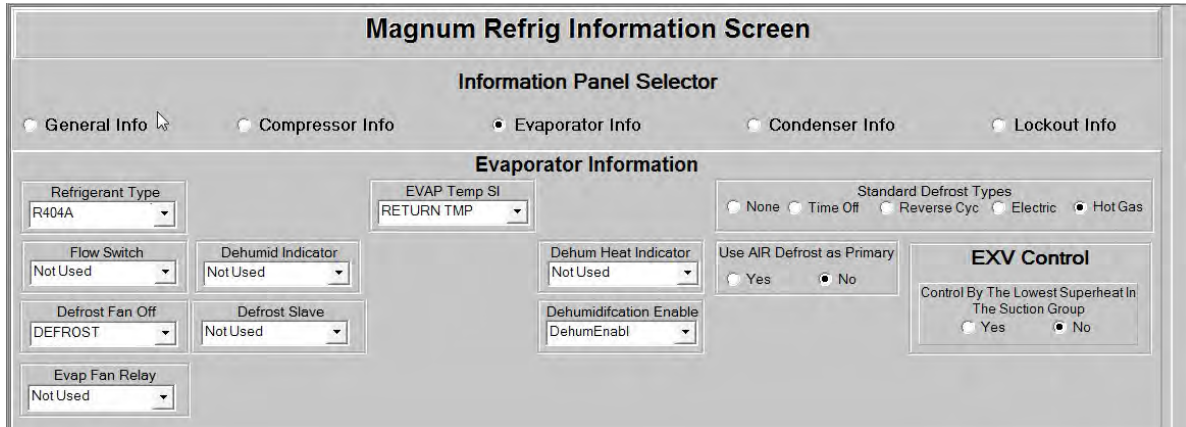 Magnum Refrig Information Screen
Information Panel Selector
General Info Compressor Info Evaporator Info Condenser Info Lockout Info
Evaporator Information
Refrigerant Type EVAP Temp SI Standard Defrost Types
R404A RETURN TMP None Time Off Reverse Cyc Electric Hot Gas
Flow Switch Dehumid Indicator Dehum Heat Indicator Use AIR Defrost as Primary EXV Control
Not Used Not Used Not Used Yes No
Control By The Lowest Superheat In
Defrost Fan Off Defrost Slave Dehumidifcation Enable The Suction Group
DEFROST Not Used DehumEnabl Yes No
Evap Fan Relay
Not Used